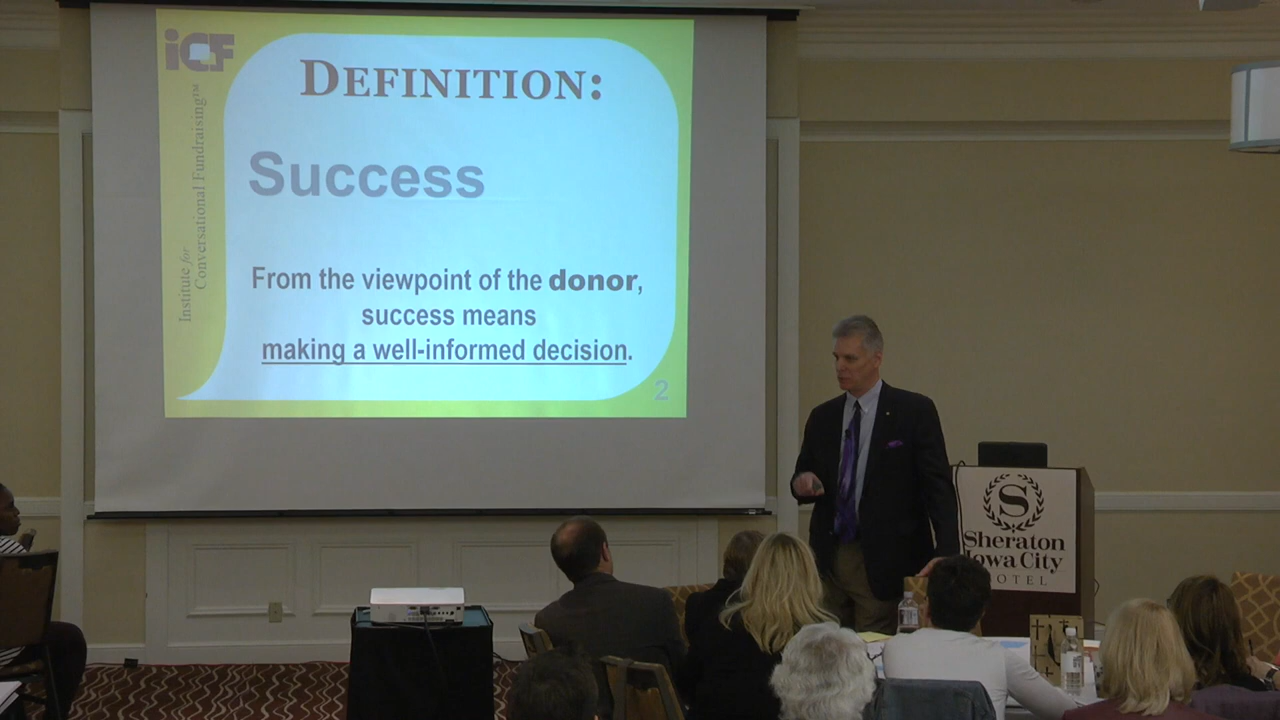 iCF
Institute for
Conversational Fundraising™
DEFINITION:
Success
From the viewpoint of the donor,
success means
making a well-informed decision.
2
S
Sheraton
Iowa City
HOTEL